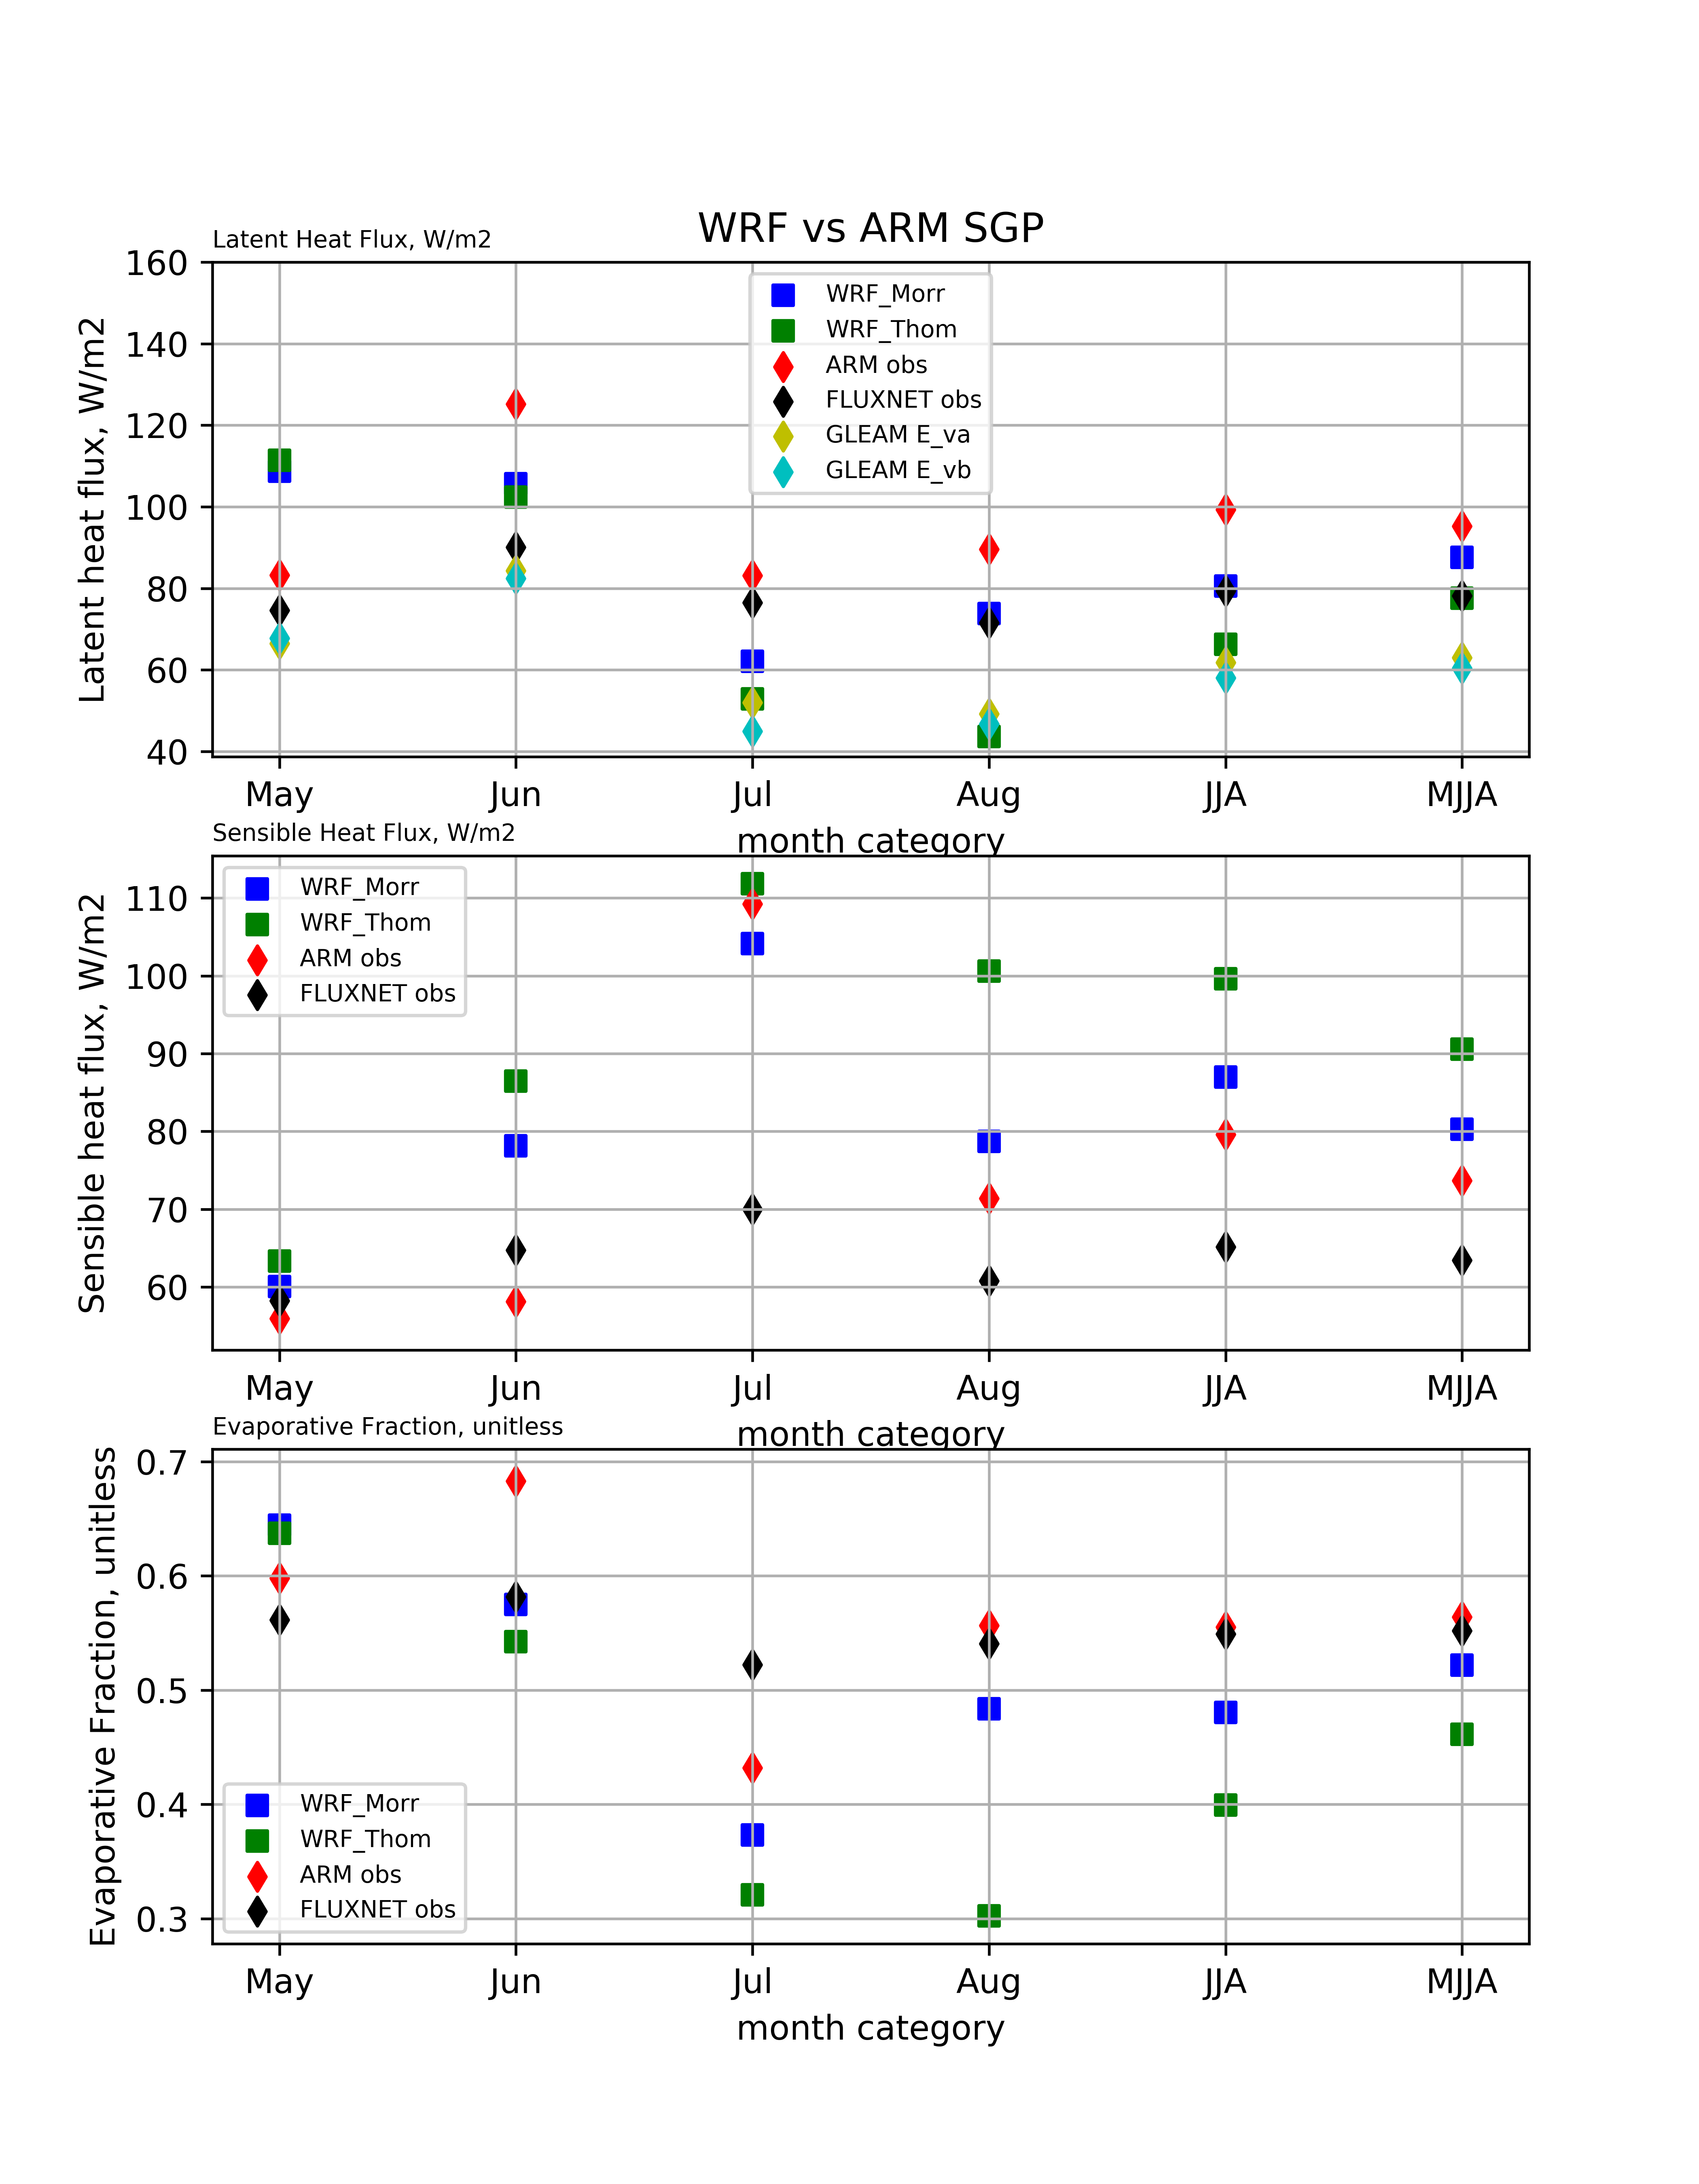 WRF vs ARM SGP
Latent Heat Flux, W/m2
Latent heat flux, W/m2
160
140
120
100
80
60
40
WRF_Morr
WRF_Thom
ARM obs
FLUXNET obs
GLEAM E_va
GLEAM E_vb
May Jun Jul Aug JJA MJJA
month category
Sensible Heat Flux, W/m2
Sensible heat flux, W/m2
110
100
90
80
70
60
WRF_Morr
WRF_Thom
ARM obs
FLUXNET obs
May Jun Jul Aug JJA MJJA
month category
Evaporative Fraction, unitless
Evaporative Fraction, unitless
0.7
0.6
0.5
0.4
0.3
WRF_Morr
WRF_Thom
ARM obs
FLUXNET obs
May Jun Jul Aug JJA MJJA
month category